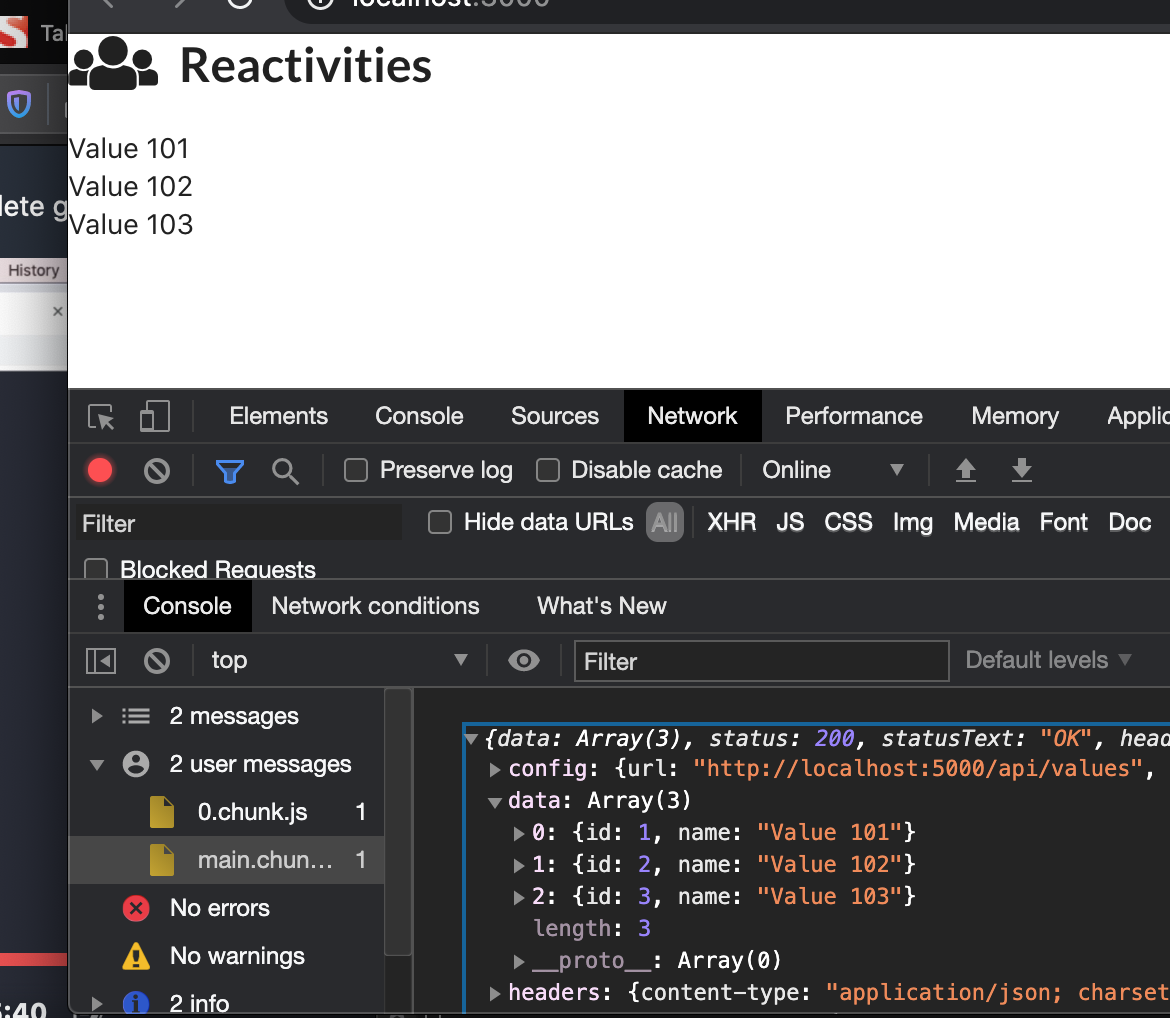 Reactivities
Value 101
Value 102
Value 103
lete g
History
Elements Console Sources Network Performance Memory Applic
Preserve log Disable cache Online
Filter Hide data URLs All XHR JS CSS Img Media Font Doc
Blocked Requests
Console Network conditions What's New
top Filter Default levels
2 messages
2 user messages
0.chunk.js 1
main.chun... 1
No errors
No warnings
2 info
{data: Array(3), status: 200, statusText: "OK", head
config: {url: "http://localhost:5000/api/values",
data: Array(3)
0: {id: 1, name: "Value 101"}
1: {id: 2, name: "Value 102"}
2: {id: 3, name: "Value 103"}
length: 3
__proto__: Array(0)
headers: {content-type: "application/json; charset
:40